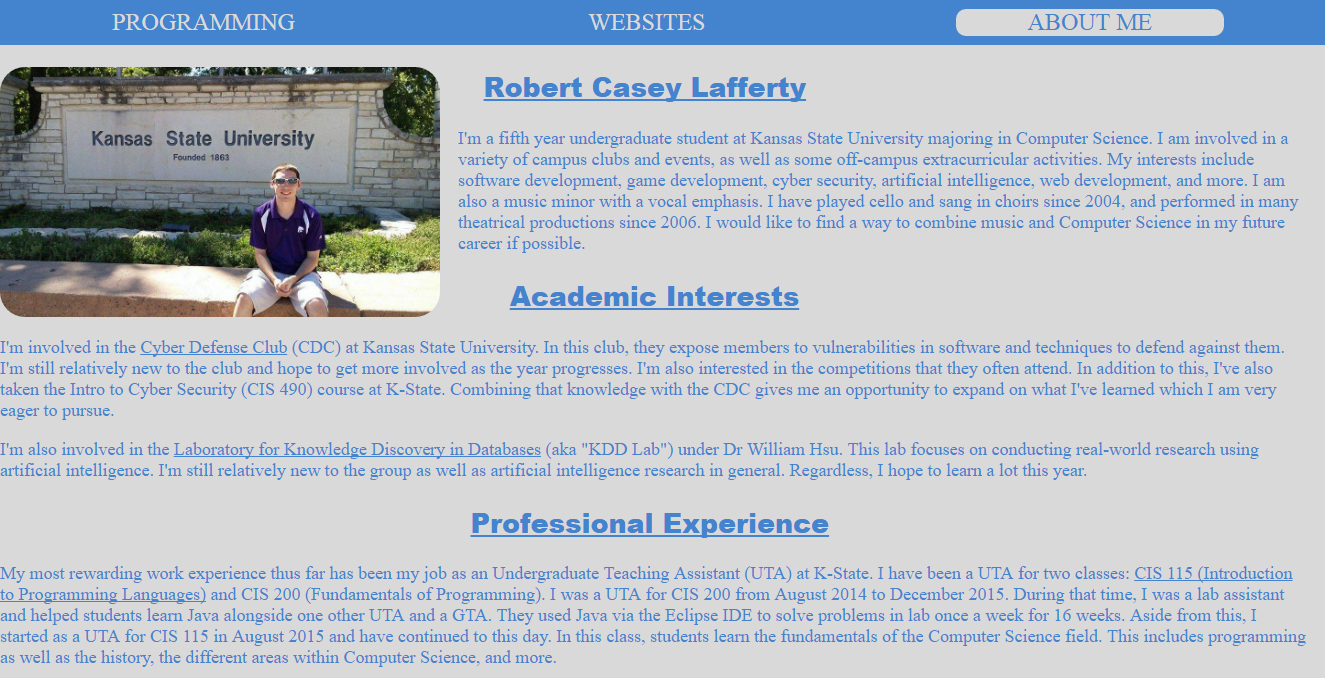 PROGRAMMING WEBSITES ABOUT ME
Kansas State University
Founded 1863
Robert Casey Lafferty
I'm a fifth year undergraduate student at Kansas State University majoring in Computer Science. I am involved in a
variety of campus clubs and events, as well as some off-campus extracurricular activities. My interests include
software development, game development, cyber security, artificial intelligence, web development, and more. I am
also a music minor with a vocal emphasis. I have played cello and sang in choirs since 2004, and performed in many
theatrical productions since 2006. I would like to find a way to combine music and Computer Science in my future
career if possible.
Academic Interests
I'm involved in the Cyber Defense Club (CDC) at Kansas State University. In this club, they expose members to vulnerabilities in software and techniques to defend against them.
I'm still relatively new to the club and hope to get more involved as the year progresses. I'm also interested in the competitions that they often attend. In addition to this, I've also
taken the Intro to Cyber Security (CIS 490) course at K-State. Combining that knowledge with the CDC gives me an opportunity to expand on what I've learned which I am very
eager to pursue.
I'm also involved in the Laboratory for Knowledge Discovery in Databases (aka "KDD Lab") under Dr William Hsu. This lab focuses on conducting real-world research using
artificial intelligence. I'm still relatively new to the group as well as artificial intelligence research in general. Regardless, I hope to learn a lot this year.
Professional Experience
My most rewarding work experience thus far has been my job as an Undergraduate Teaching Assistant (UTA) at K-State. I have been a UTA for two classes: CIS 115 (Introduction
to Programming Languages) and CIS 200 (Fundamentals of Programming). I was a UTA for CIS 200 from August 2014 to December 2015. During that time, I was a lab assistant
and helped students learn Java alongside one other UTA and a GTA. They used Java via the Eclipse IDE to solve problems in lab once a week for 16 weeks. Aside from this, I
started as a UTA for CIS 115 in August 2015 and have continued to this day. In this class, students learn the fundamentals of the Computer Science field. This includes programming
as well as the history, the different areas within Computer Science, and more.